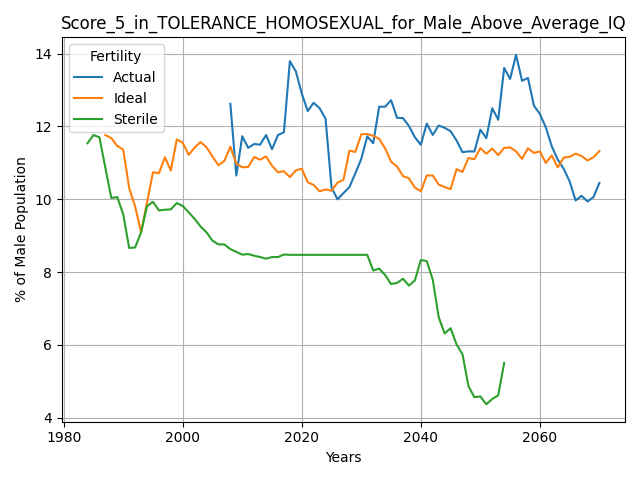 Score_5_in_TOLERANCE_HOMOSEXUAL_for_Male_Above_Average_IQ
Fertility
Actual
Ideal
Sterile
14
12
10
8
6
4
% of Male Population
1980
2000
2020
2040
2060
Years